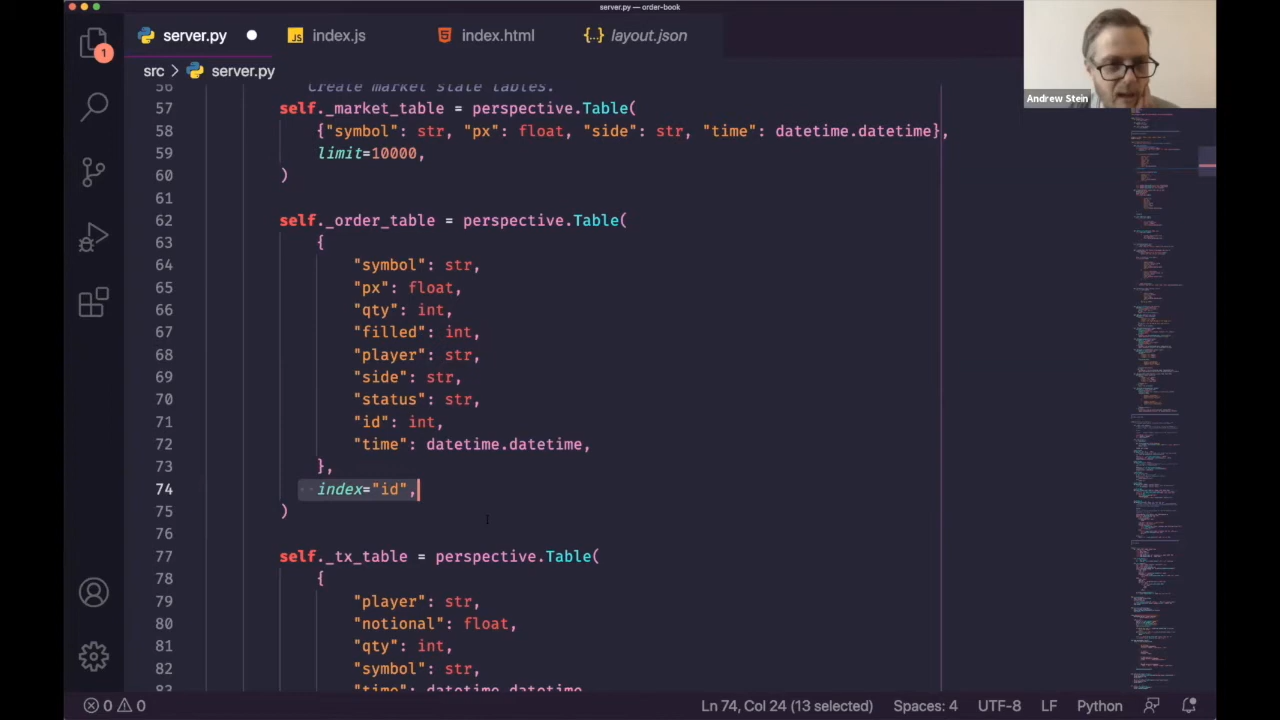 server.py — order-book
server.py
index.js
index.html
layout.json
1
src > server.py
Andrew Stein
56 Create market state tables.
57 self._market_table = perspective.Table(
58 {"symbol": str, "px": float, "side": str, "time": datetime.datetime},
59 limit=10000,
60 )
61
62 self._order_table = perspective.Table(
63 {
64 "symbol": str,
65 "px": float,
66 "qty": int,
67 "filled": int,
68 "player": str,
69 "side": str,
70 "status": str,
71 "id": int,
72 "time": datetime.datetime,
73 },
74 index="id",
75 )
76
77 self._tx_table = perspective.Table(
78 {
79 "player": str,
80 "notional": float,
81 "qty": int,
82 "symbol": str,
83 "time": datetime.datetime
0 0 Ln 74, Col 24 (13 selected) Spaces: 4 UTF-8 LF Python